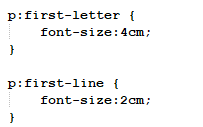 p:first-letter {
font-size:4cm;
}
p:first-line {
font-size:2cm;
}